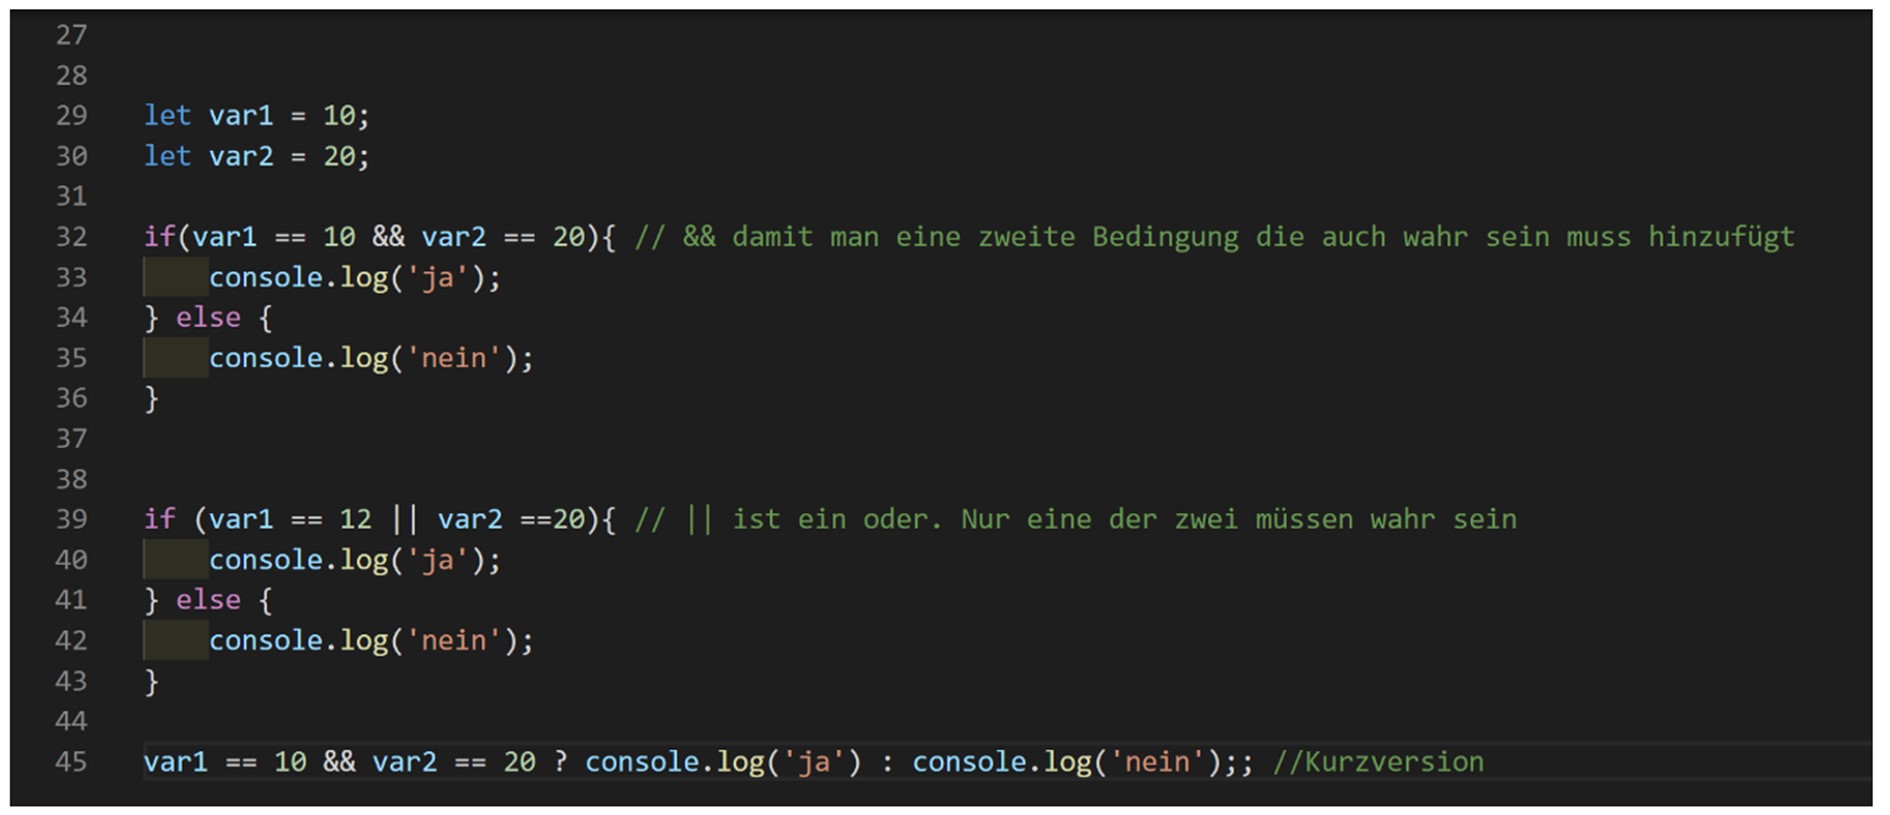 27
28
29 let var1 = 10;
30 let var2 = 20;
31
32 if(var1 == 10 && var2 == 20){ // && damit man eine zweite Bedingung die auch wahr sein muss hinzufügt
33 console.log('ja');
34 } else {
35 console.log('nein');
36 }
37
38
39 if (var1 == 12 || var2 ==20){ // || ist ein oder. Nur eine der zwei müssen wahr sein
40 console.log('ja');
41 } else {
42 console.log('nein');
43 }
44
45 var1 == 10 && var2 == 20 ? console.log('ja') : console.log('nein');; //Kurzversion